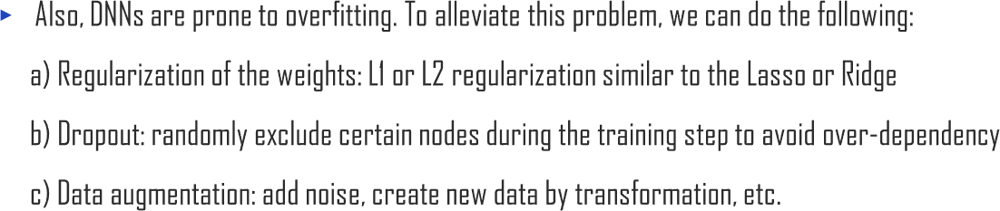 ► Also, DNNs are prone to overfitting. To alleviate this problem, we can do the following:
a) Regularization of the weights: L1 or L2 regularization similar to the Lasso or Ridge
b) Dropout: randomly exclude certain nodes during the training step to avoid over-dependency
c) Data augmentation: add noise, create new data by transformation, etc.